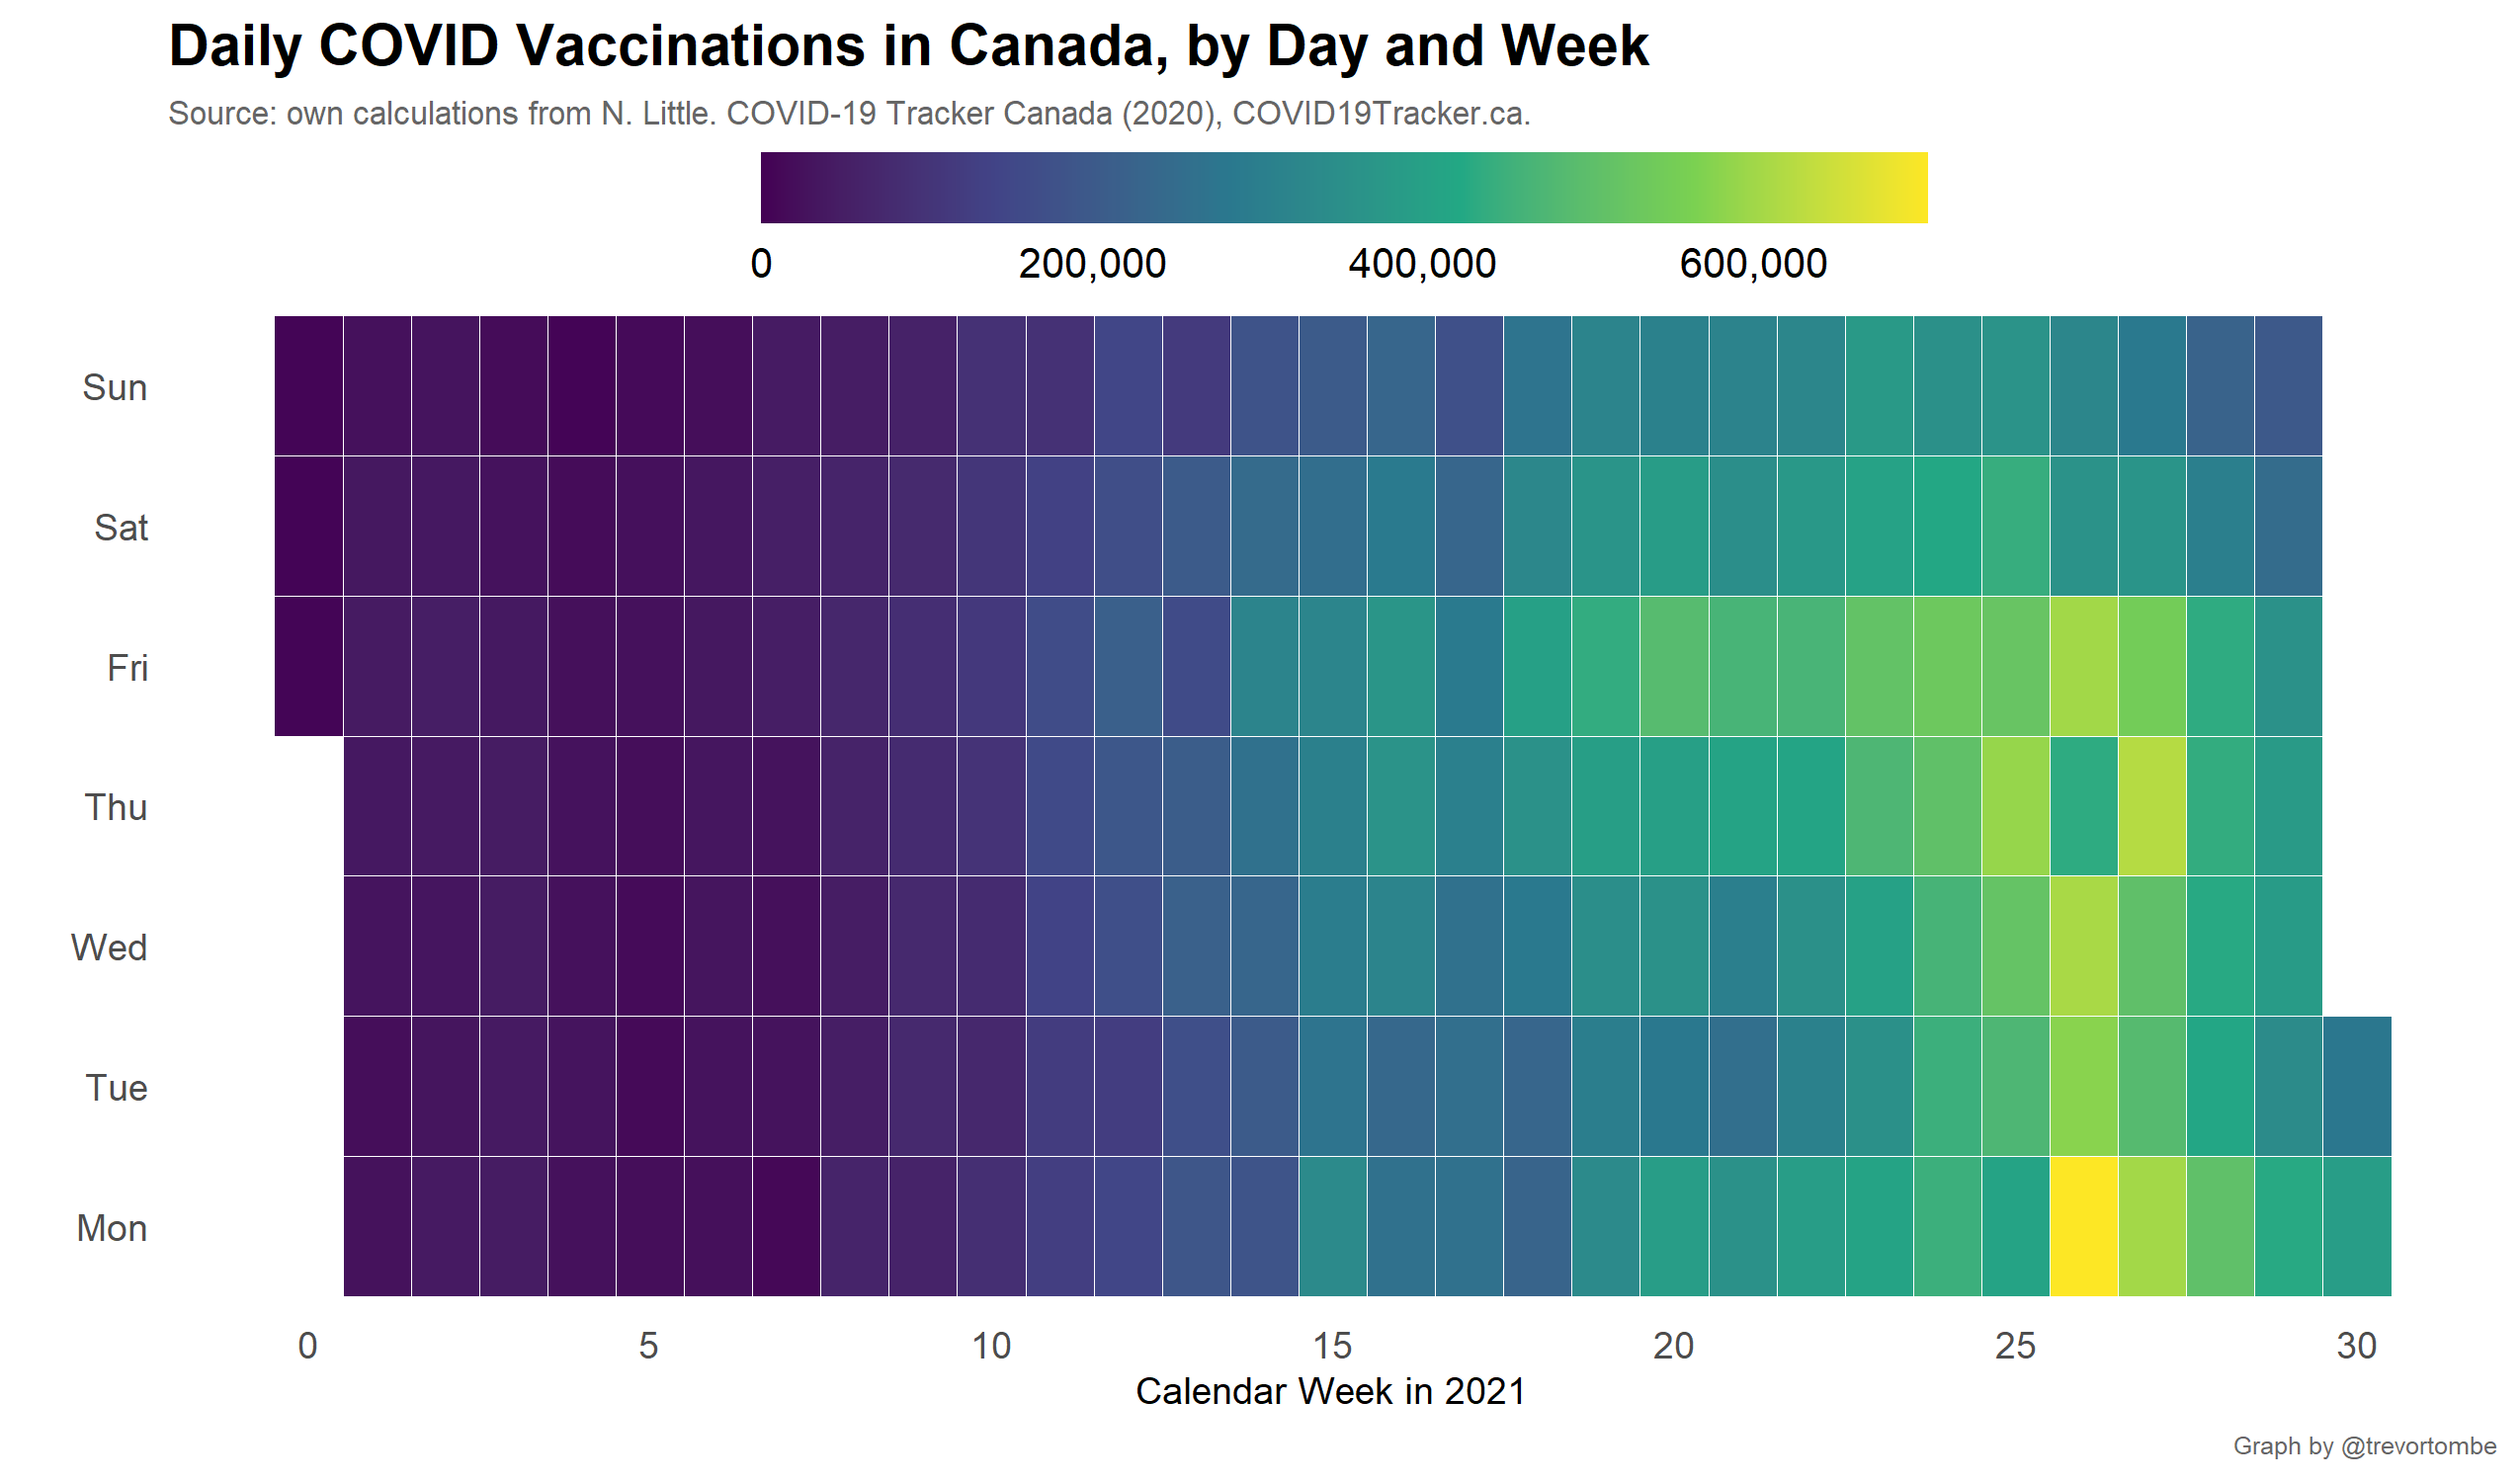 Daily COVID Vaccinations in Canada, by Day and Week
Source: own calculations from N. Little. COVID-19 Tracker Canada (2020), COVID19Tracker.ca.
0 200,000 400,000 600,000
Sun
Sat
Fri
Thu
Wed
Tue
Mon
0 5 10 15 20 25 30
Calendar Week in 2021
Graph by @trevortombe